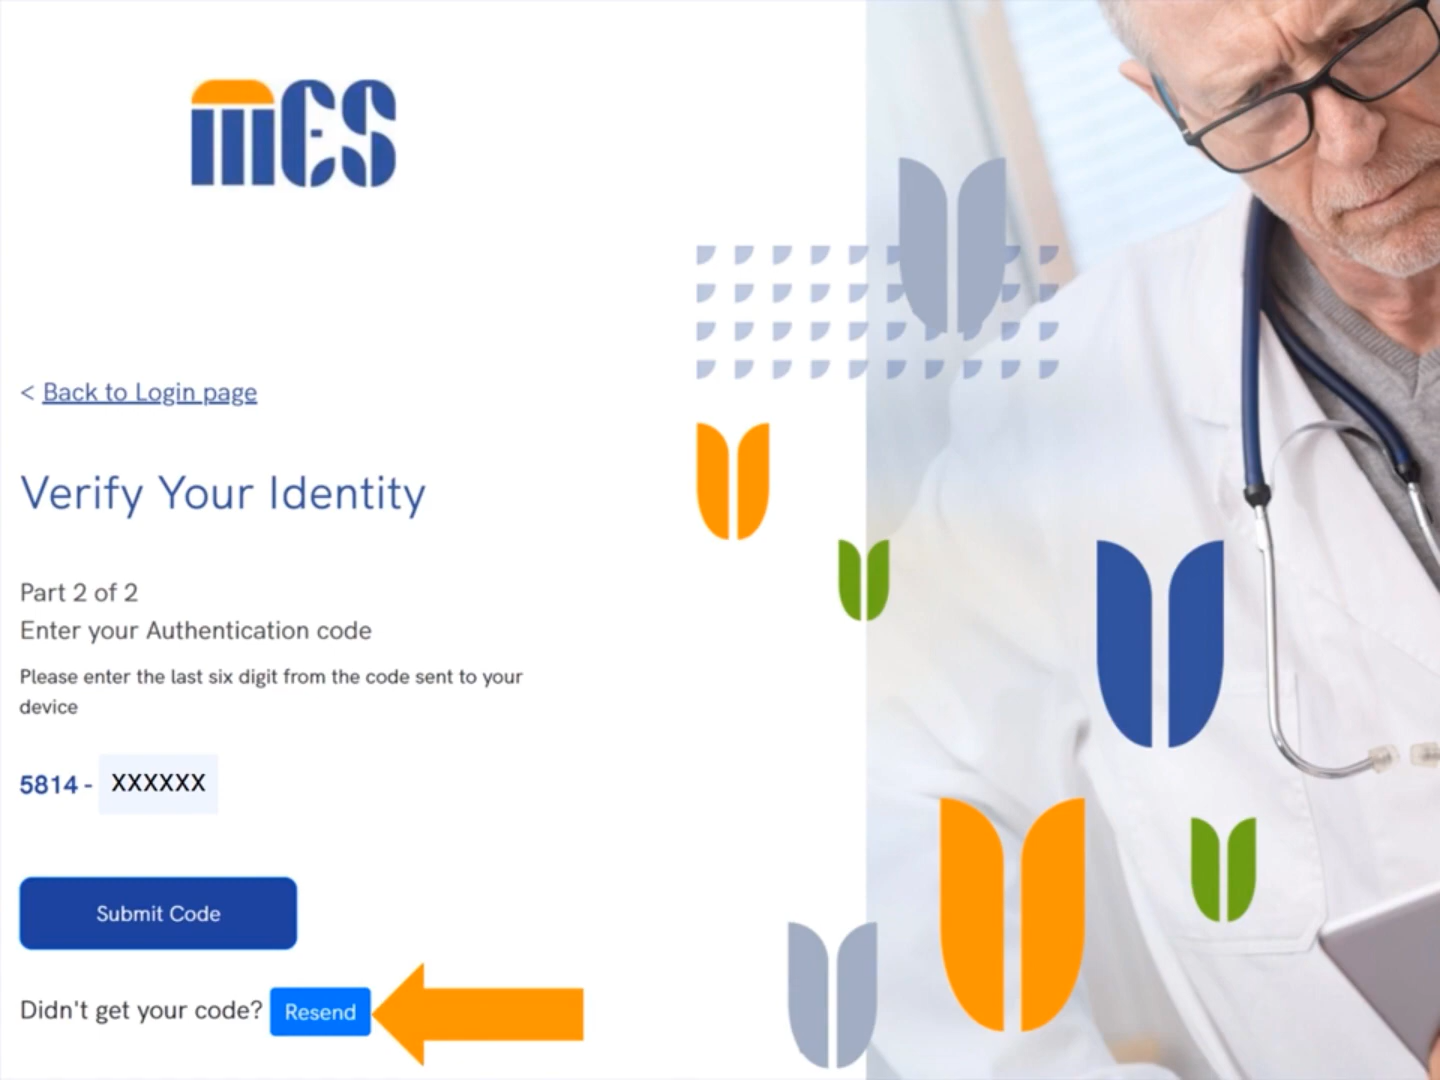 mES
< Back to Login page
Verify Your Identity
Part 2 of 2
Enter your Authentication code
Please enter the last six digit from the code sent to your
device
5814 - XXXXXX
Submit Code
Didn't get your code? Resend